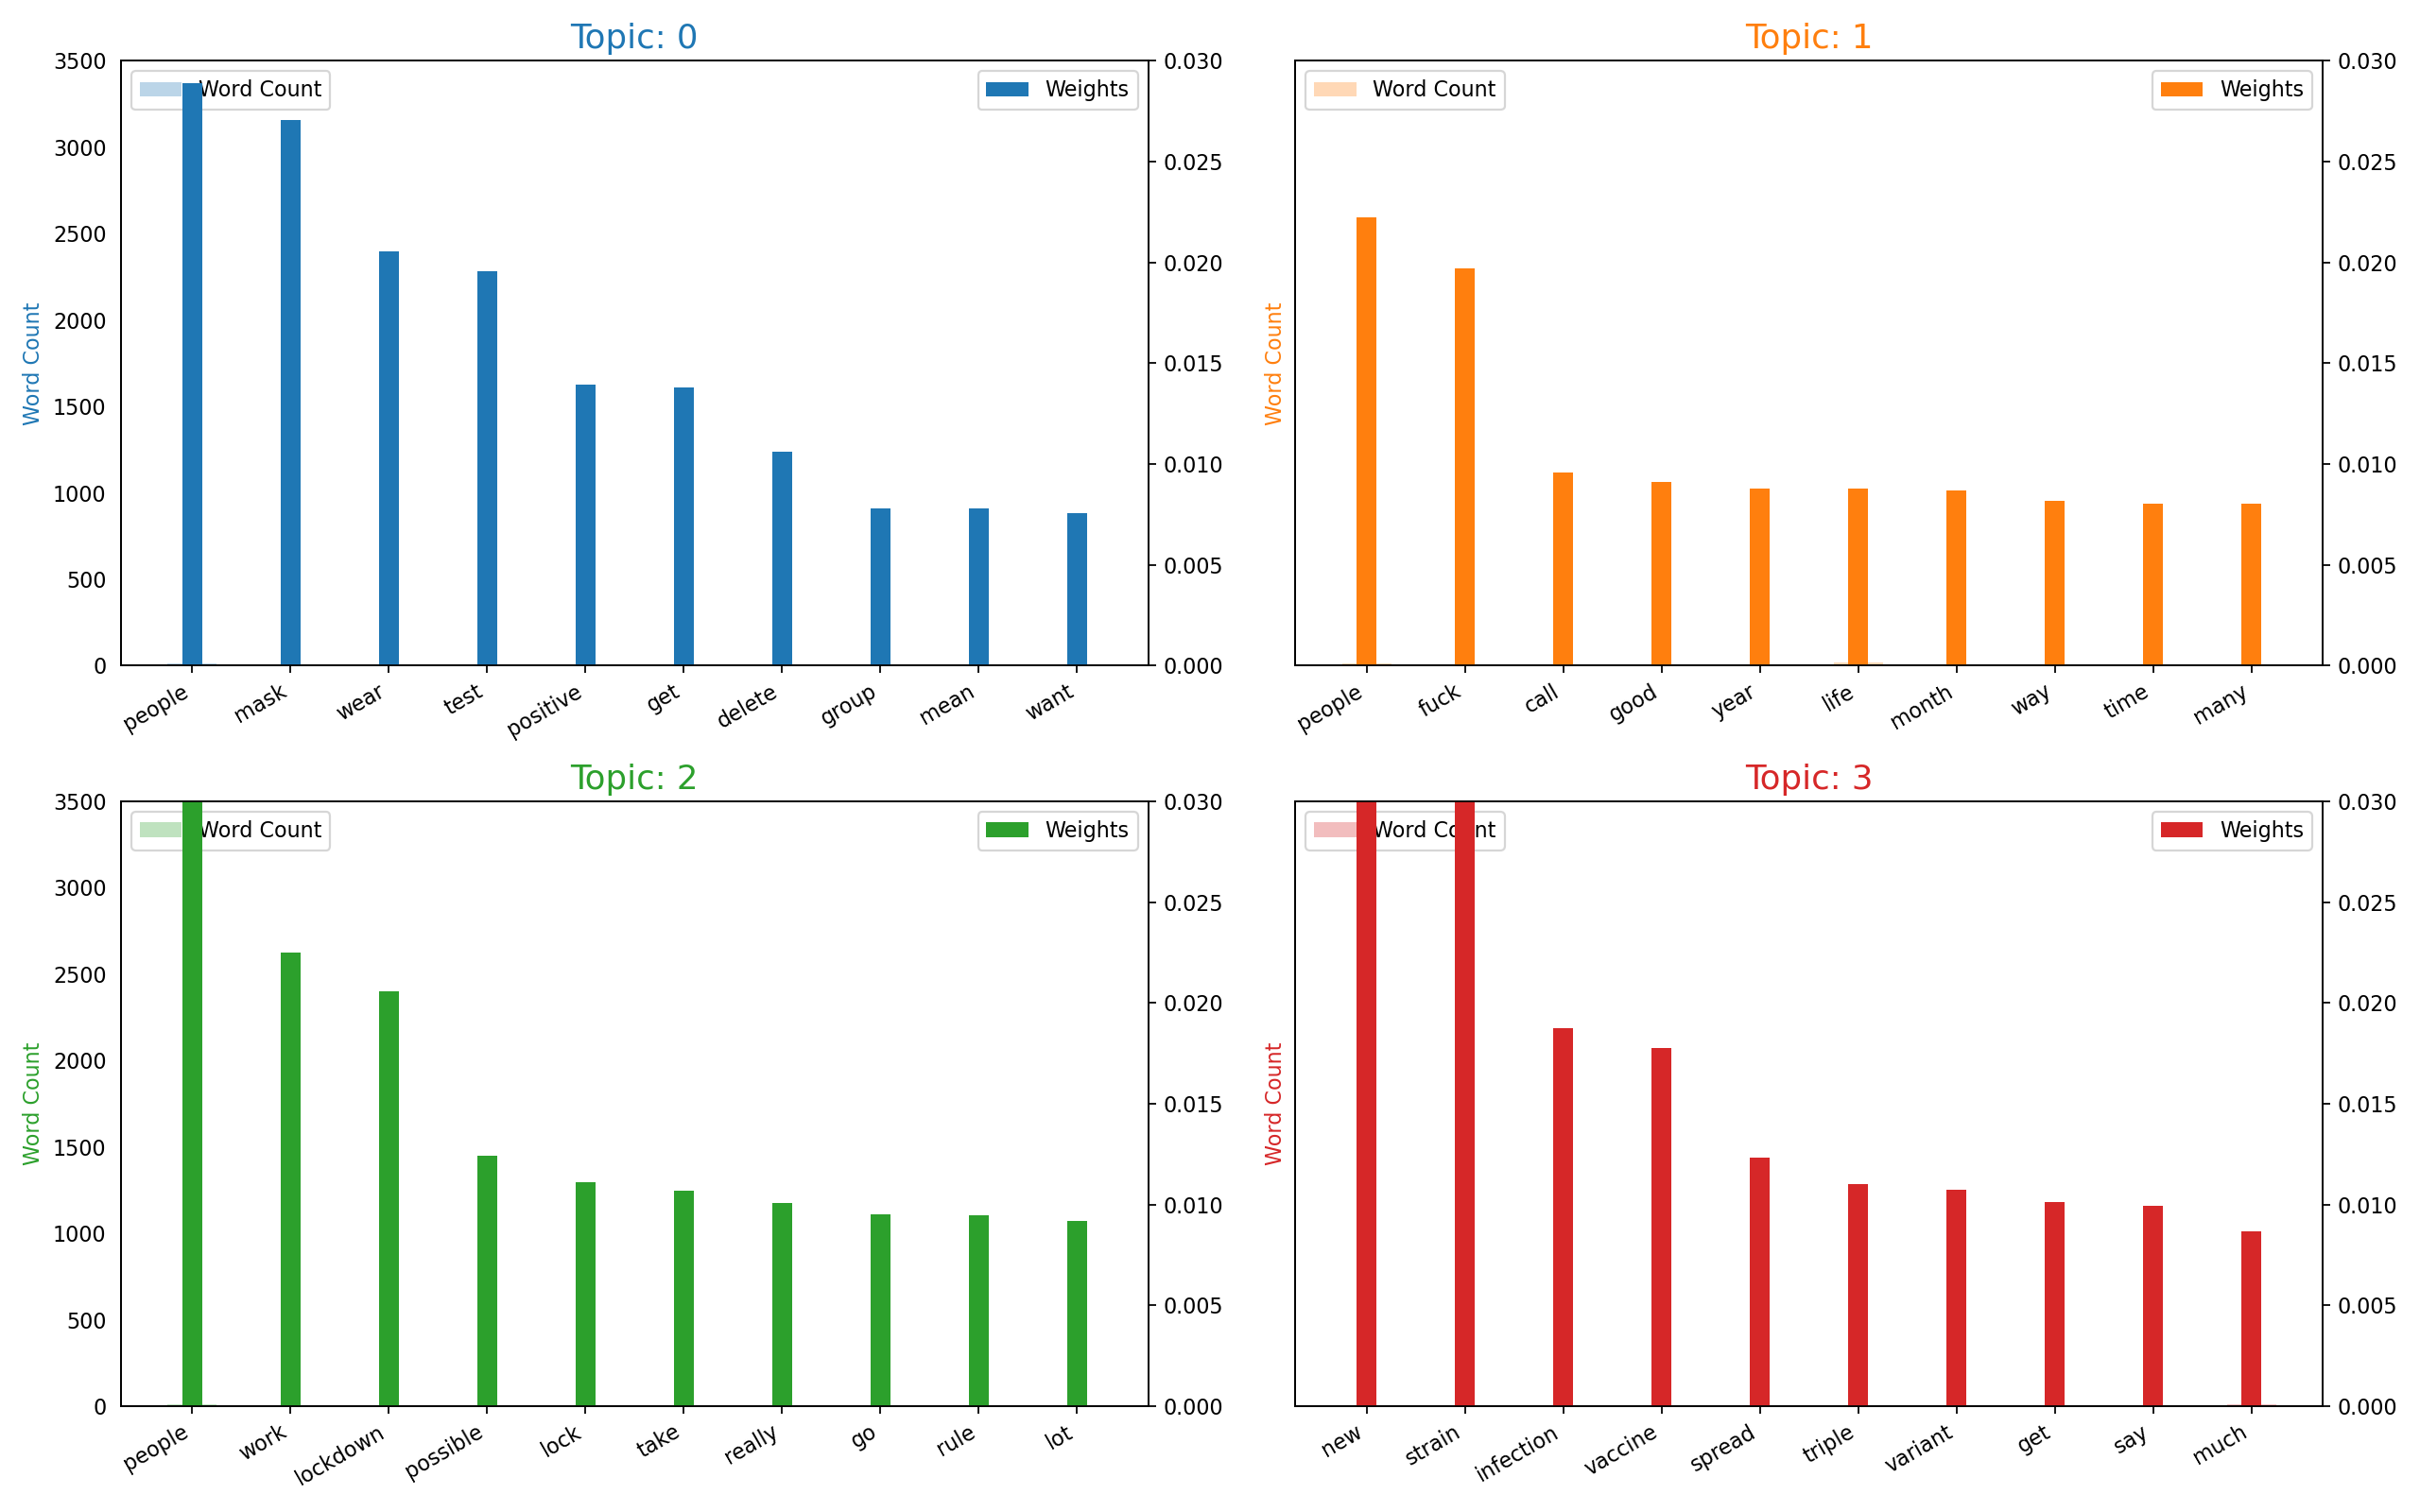 Topic: 0
3500
3000
2500
2000
1500
1000
500
0
Word Count
Word Count
Weights
0.030
0.025
0.020
0.015
0.010
0.005
0.000
people
mask
wear
test
positive
get
delete
group
mean
want
Topic: 1
Word Count
Word Count
Weights
0.030
0.025
0.020
0.015
0.010
0.005
0.000
people
fuck
call
good
year
life
month
way
time
many
Topic: 2
3500
3000
2500
2000
1500
1000
500
0
Word Count
Word Count
Weights
0.030
0.025
0.020
0.015
0.010
0.005
0.000
people
work
lockdown
possible
lock
take
really
go
rule
lot
Topic: 3
Word Count
Word Count
Weights
0.030
0.025
0.020
0.015
0.010
0.005
0.000
new
strain
infection
vaccine
spread
triple
variant
get
say
much